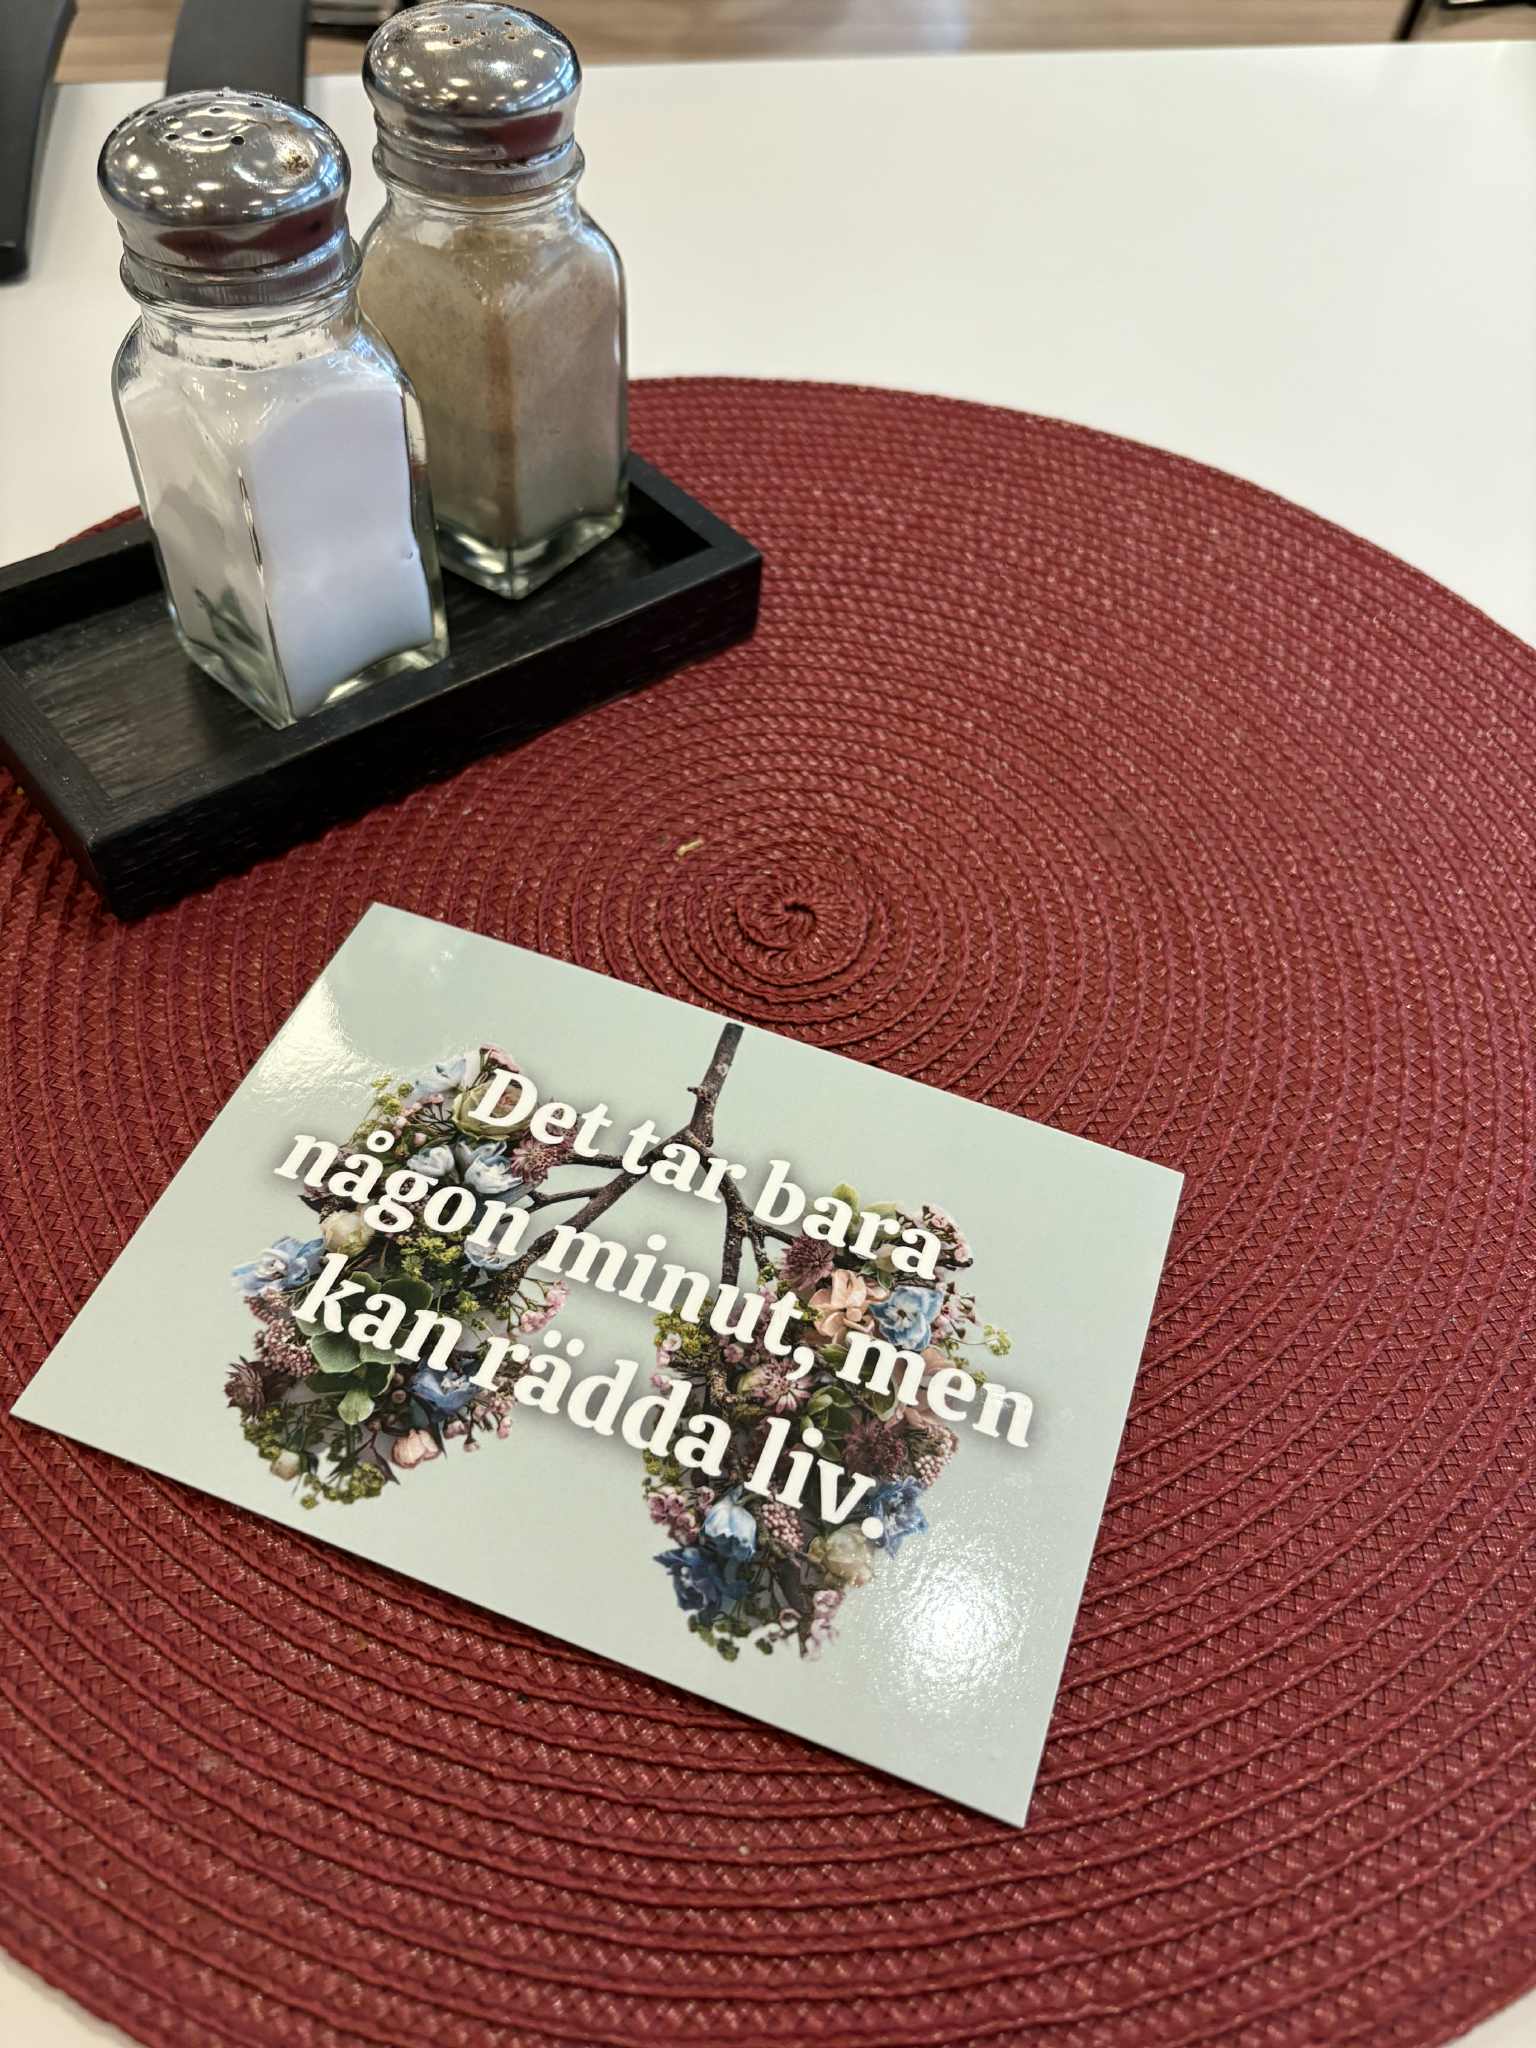 Det tar bara
någon minut, men
kan rädda liv.